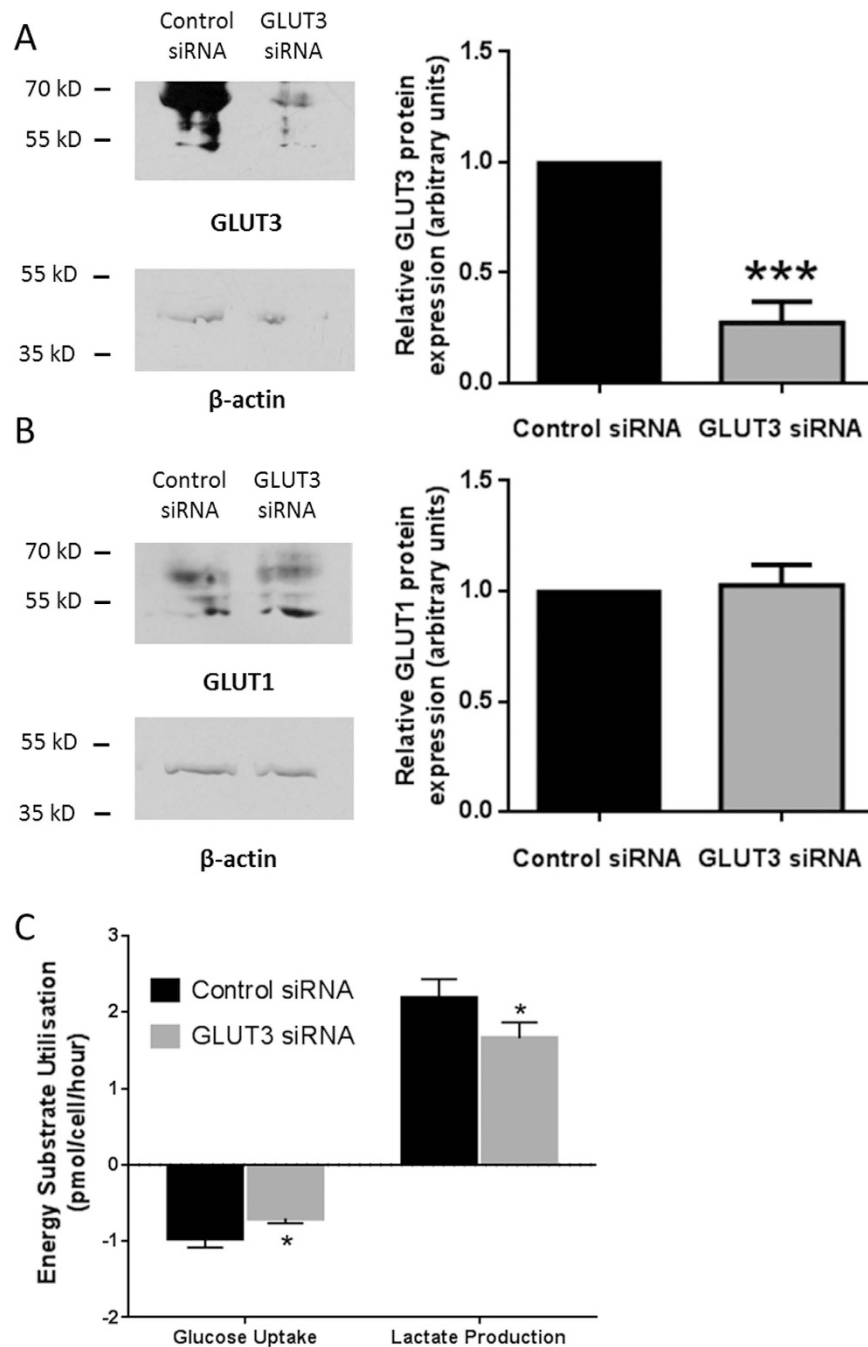 A
Control
siRNA
GLUT3
siRNA
70 kD
55 kD
GLUT3
55 kD
35 kD
β-actin
Relative GLUT3 protein
expression (arbitrary units)
1.5
1.0
0.5
0.0
***
Control siRNA
GLUT3 siRNA
B
Control
siRNA
GLUT3
siRNA
70 kD
55 kD
GLUT1
55 kD
35 kD
β-actin
Relative GLUT1 protein
expression (arbitrary units)
1.5
1.0
0.5
0.0
Control siRNA
GLUT3 siRNA
C
Energy Substrate Utilisation
(pmol/cell/hour)
3
2
1
0
-1
-2
Control siRNA
GLUT3 siRNA
*
*
Glucose Uptake
Lactate Production